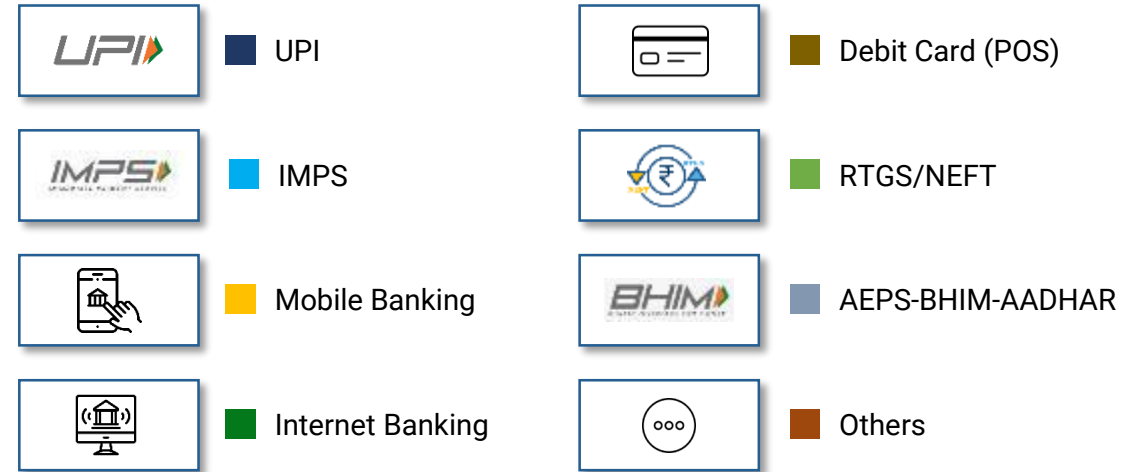 UPI
UPI
Debit Card (POS)
IMPS
IMPS
₹
RTGS/NEFT
Mobile Banking
BHIM
AEPS-BHIM-AADHAR
Internet Banking
Others